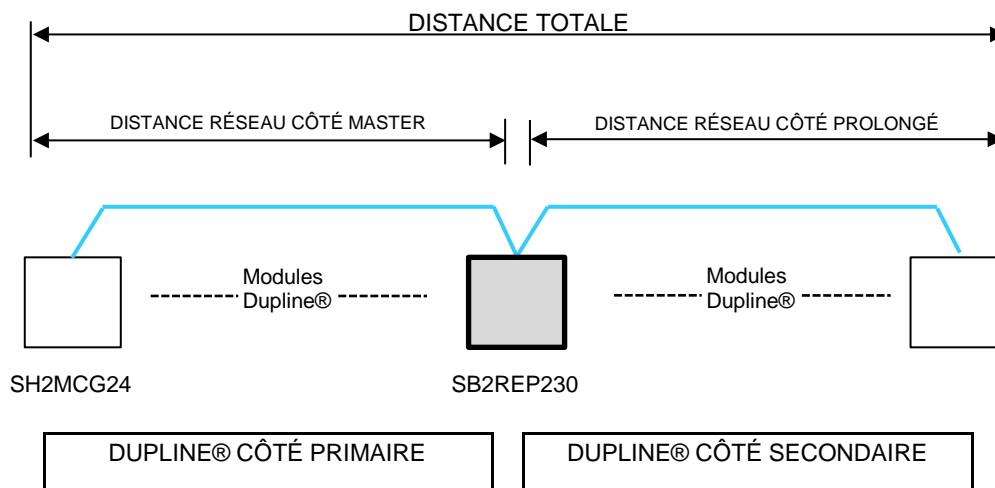 DISTANCE TOTALE
DISTANCE RÉSEAU CÔTÉ MASTER
DISTANCE RÉSEAU CÔTÉ PROLONGÉ
Modules
Dupline®
Modules
Dupline®
SH2MCG24
SB2REP230
DUPLINE® CÔTÉ PRIMAIRE
DUPLINE® CÔTÉ SECONDAIRE